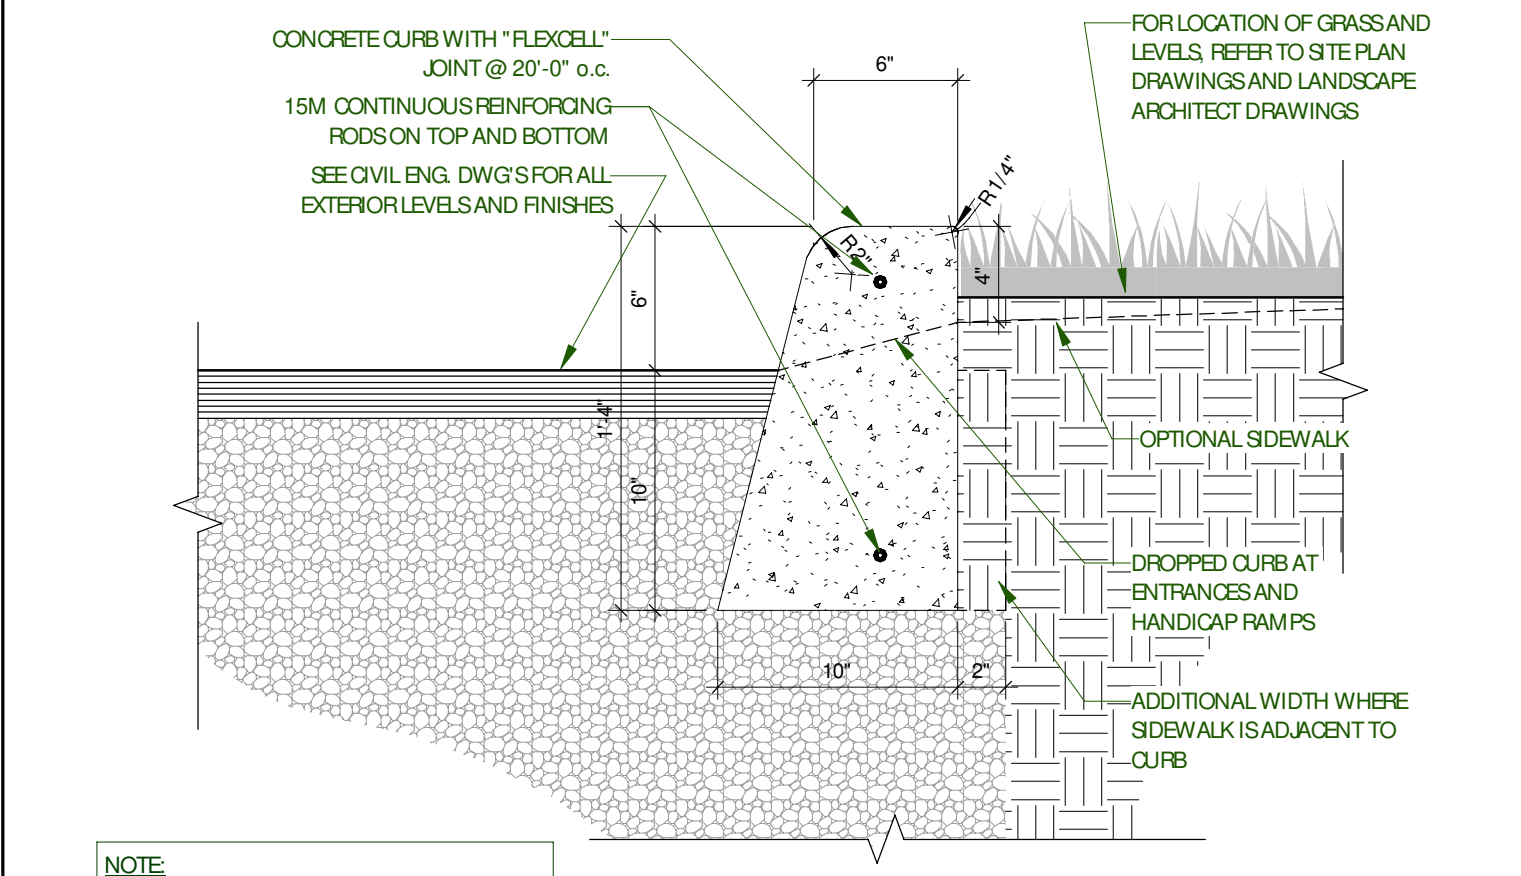 CONCRETE CURB WITH "FLEXCELL"
JOINT @ 20'-0" o.c.
15M CONTINUOUS REINFORCING
RODS ON TOP AND BOTTOM
SEE CIVIL ENG. DWG'S FOR ALL
EXTERIOR LEVELS AND FINISHES
FOR LOCATION OF GRASS AND
LEVELS, REFER TO SITE PLAN
DRAWINGS AND LANDSCAPE
ARCHITECT DRAWINGS
6"
R1/4"
R2"
4"
6"
1'-4"
10"
OPTIONAL SIDEWALK
DROPPED CURB AT
ENTRANCES AND
HANDICAP RAMPS
10"
2"
ADDITIONAL WIDTH WHERE
SIDEWALK IS ADJACENT TO
CURB
NOTE: